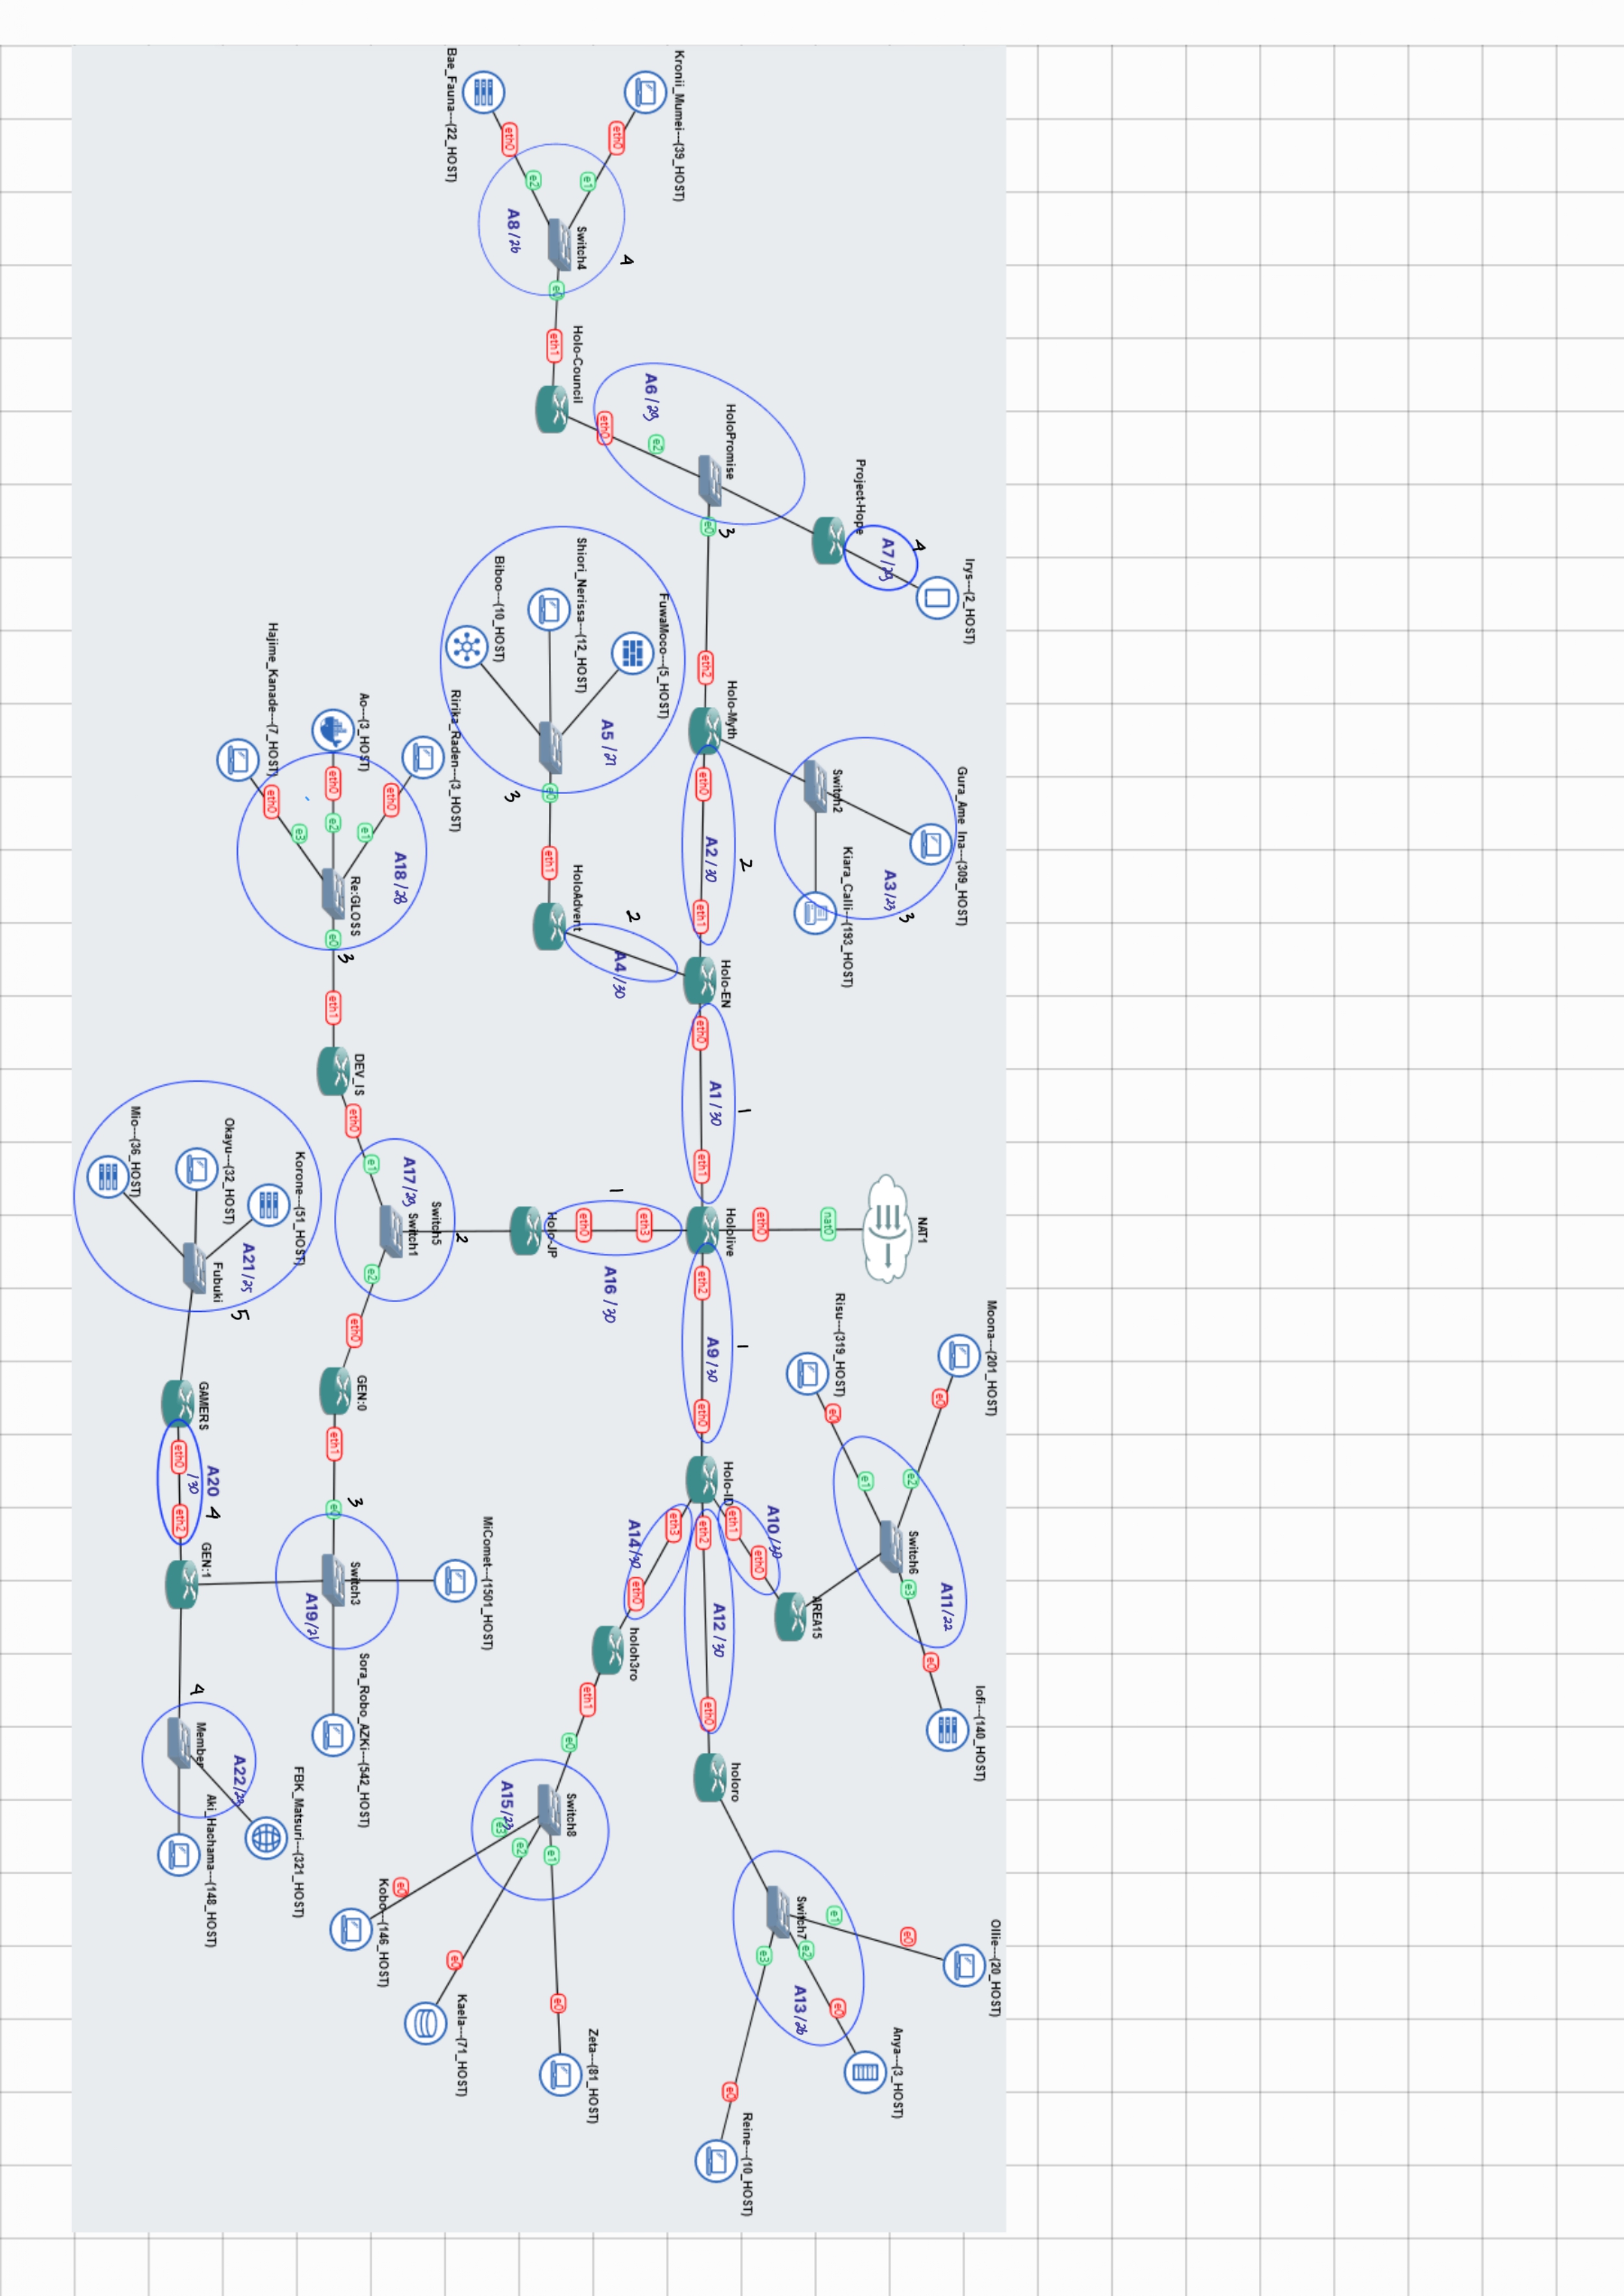 Kronii_Mumei---(39_HOST)
eth0
Bae_Fauna---(22_HOST)
eth0
e1
e2
A8 /26
Switch4
4
e0
eth1
Holo-Council
A6 /29
eth0
e2
HoloPromise
e0
3
Project-Hope
A7/29
4
Irys---(2_HOST)
eth2
Holo-Myth
Switch2
Gura_Ame_Ina---(309_HOST)
Kiara_Calli---(193_HOST)
A3/23
3
eth0
A2 /30
2
eth1
FuwaMoco---(5_HOST)
Shiori_Nerissa---(12_HOST)
Biboo---(10_HOST)
A5 /27
e0
3
eth1
HoloAdvent
A4 /30
2
Holo-EN
Ririka_Raden---(3_HOST)
Ao---(3_HOST)
Hajime_Kanade---(7_HOST)
eth0
eth0
eth0
e1
e2
e3
A18 /28
Re:GLOSS
e0
3
eth1
DEV_IS
eth0
eth0
A1 /30
1
eth1
Hololive
eth0
nat0
NAT1
eth3
eth0
1
A16 /30
Holo-JP
2
Switch5
Switch1
A17/29
e1
e2
eth0
GEN:0
eth1
e0
3
Switch3
A19/21
MiComet---(1501_HOST)
Sora_Robo_AZKi---(542_HOST)
Korone---(51_HOST)
Okayu---(32_HOST)
Mio---(36_HOST)
A21/25
Fubuki
5
GAMERS
eth0
A20
/30
4
eth2
GEN:1
4
Member
A22/23
FBK_Matsuri---(321_HOST)
Aki_Hachama---(148_HOST)
eth2
A9 /30
1
eth0
Holo-ID
eth1
A10 /30
eth0
AREA15
Moona---(201_HOST)
Risu---(319_HOST)
e0
e0
e1
e2
Switch6
e3
A11/22
e0
Iofi---(140_HOST)
eth2
A12 /30
eth0
holoro
Switch7
e1
e2
e3
A13/26
e0
e0
e0
Ollie---(20_HOST)
Anya---(3_HOST)
Reine---(10_HOST)
eth3
A14/30
eth0
holoh3ro
eth1
e0
Switch8
A15 /23
e1
e2
e3
e0
e0
e0
Kobo---(146_HOST)
Kaela---(71_HOST)
Zeta---(81_HOST)